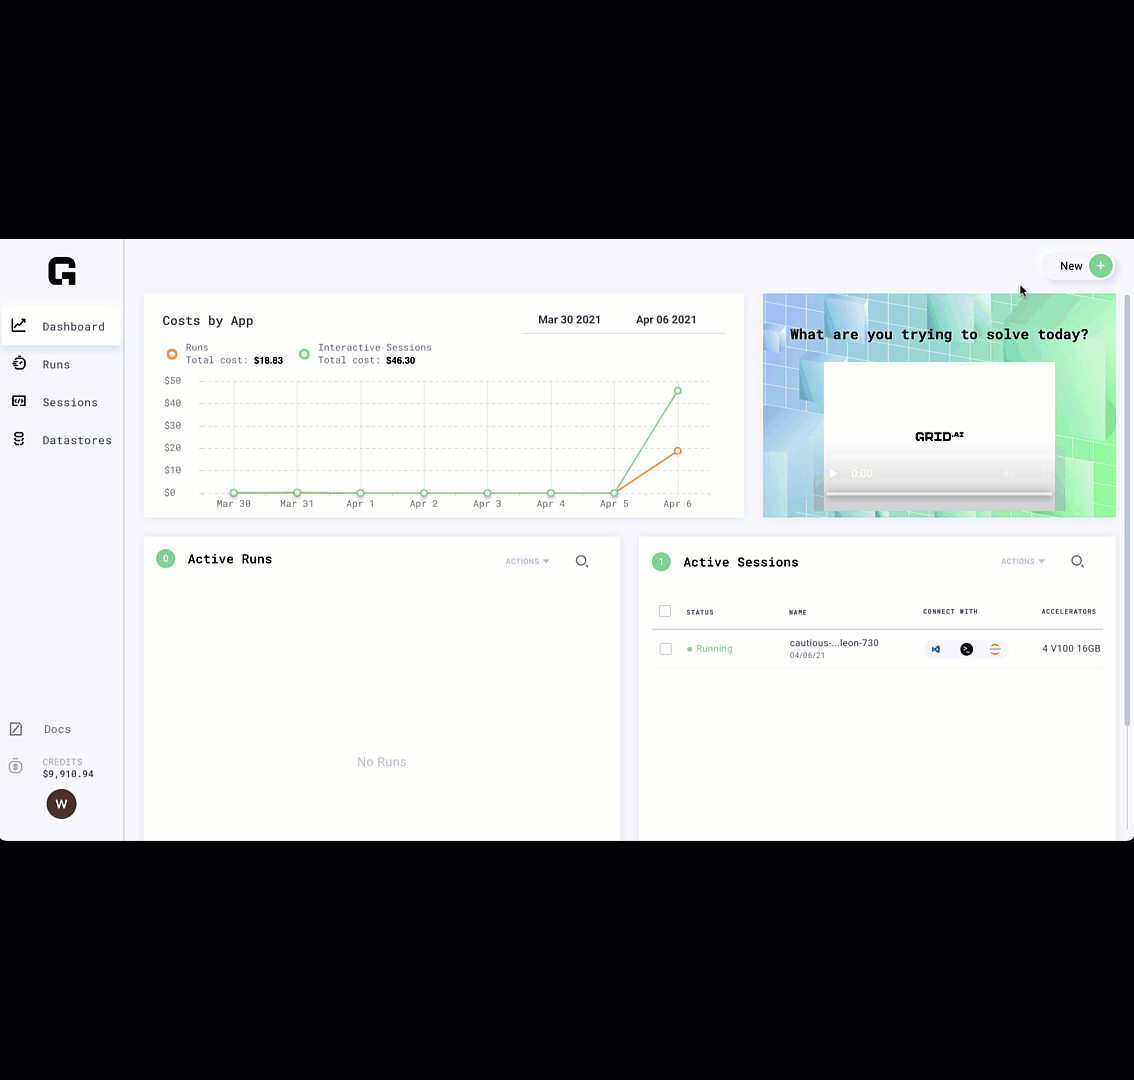 New
Dashboard
Runs
Sessions
Datastores
Docs
CREDITS
$9,910.94
W
Costs by App
Mar 30 2021 Apr 06 2021
Runs
Total cost: $18.83
Interactive Sessions
Total cost: $46.30
$50
$40
$30
$20
$10
$0
Mar 30 Mar 31 Apr 1 Apr 2 Apr 3 Apr 4 Apr 5 Apr 6
What are you trying to solve today?
GRID.AI
0:00
0 Active Runs ACTIONS
No Runs
1 Active Sessions ACTIONS
STATUS NAME CONNECT WITH ACCELERATORS
Running cautious-...leon-730 4 V100 16GB
04/06/21